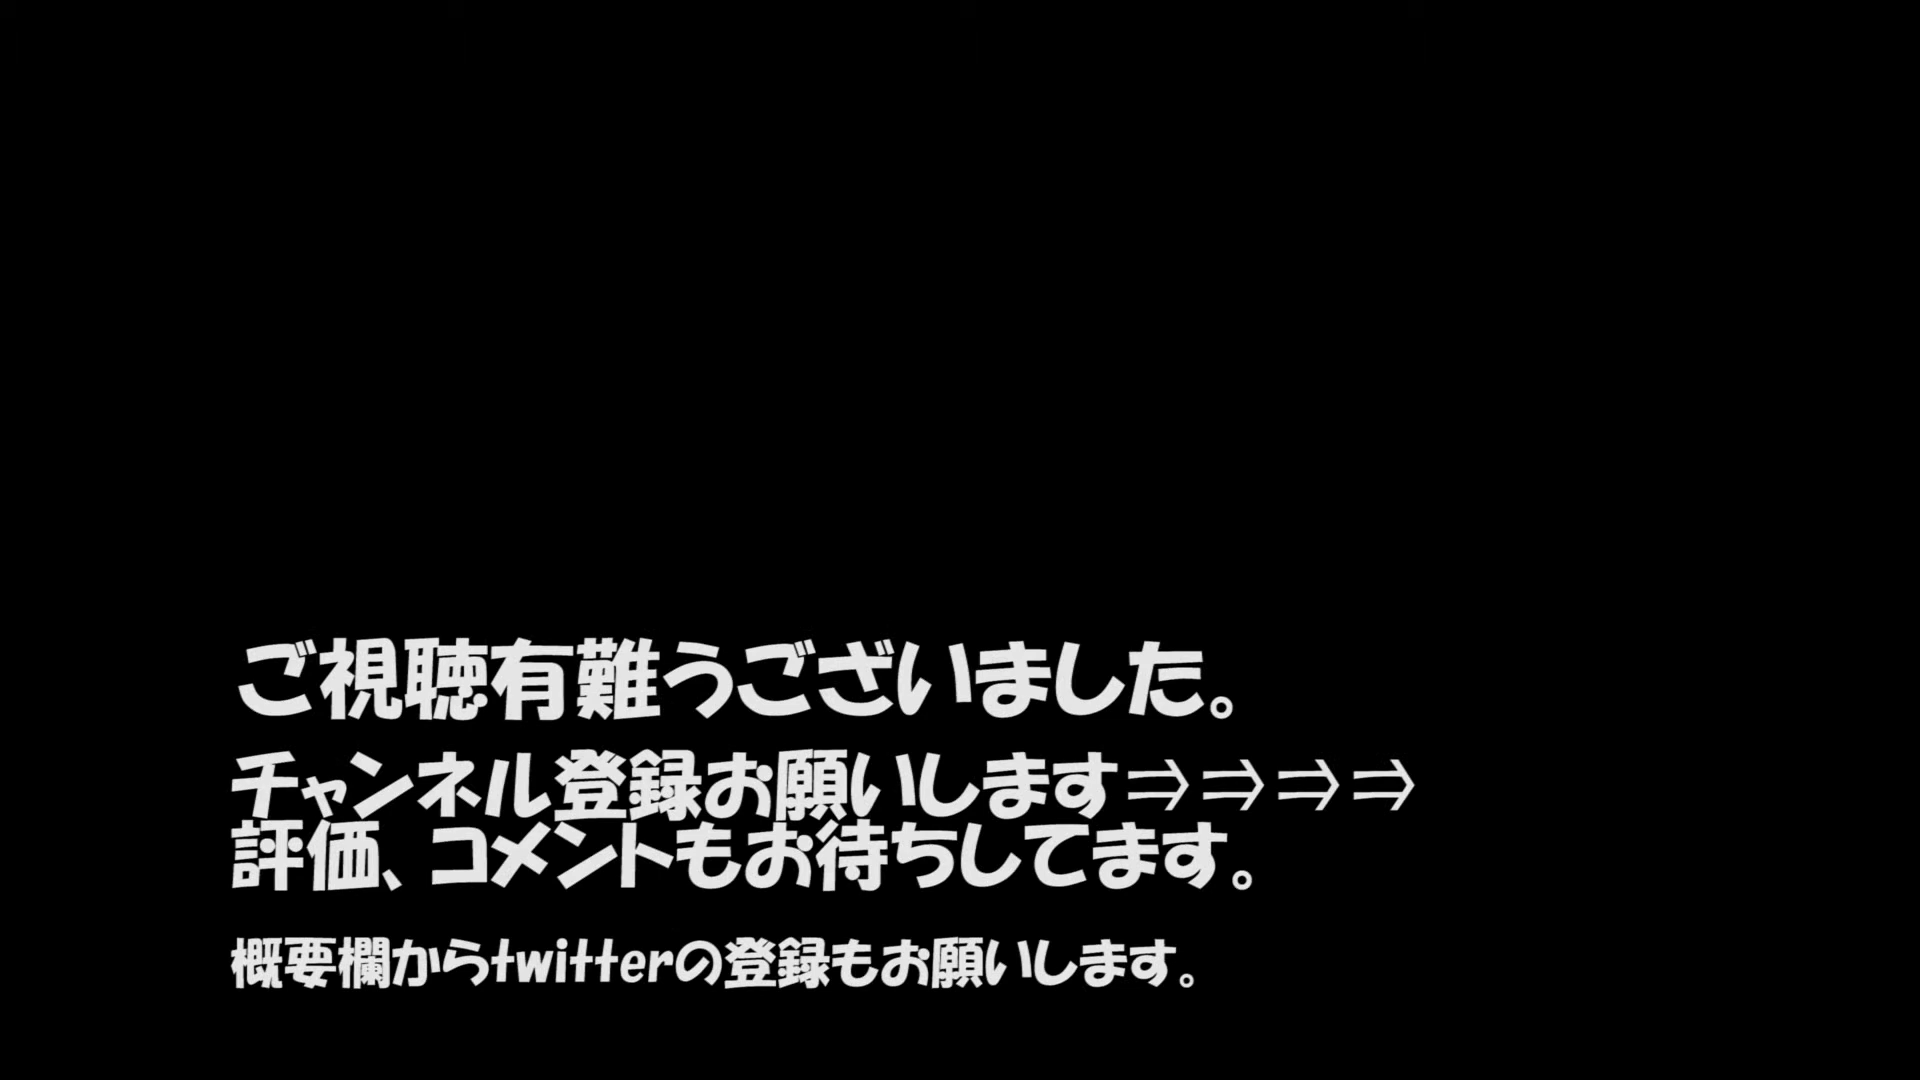 ご視聴有難うございました。
チャンネル登録お願いします⇒⇒⇒⇒
評価、コメントもお待ちしてます。
概要欄からtwitterの登録もお願いします。